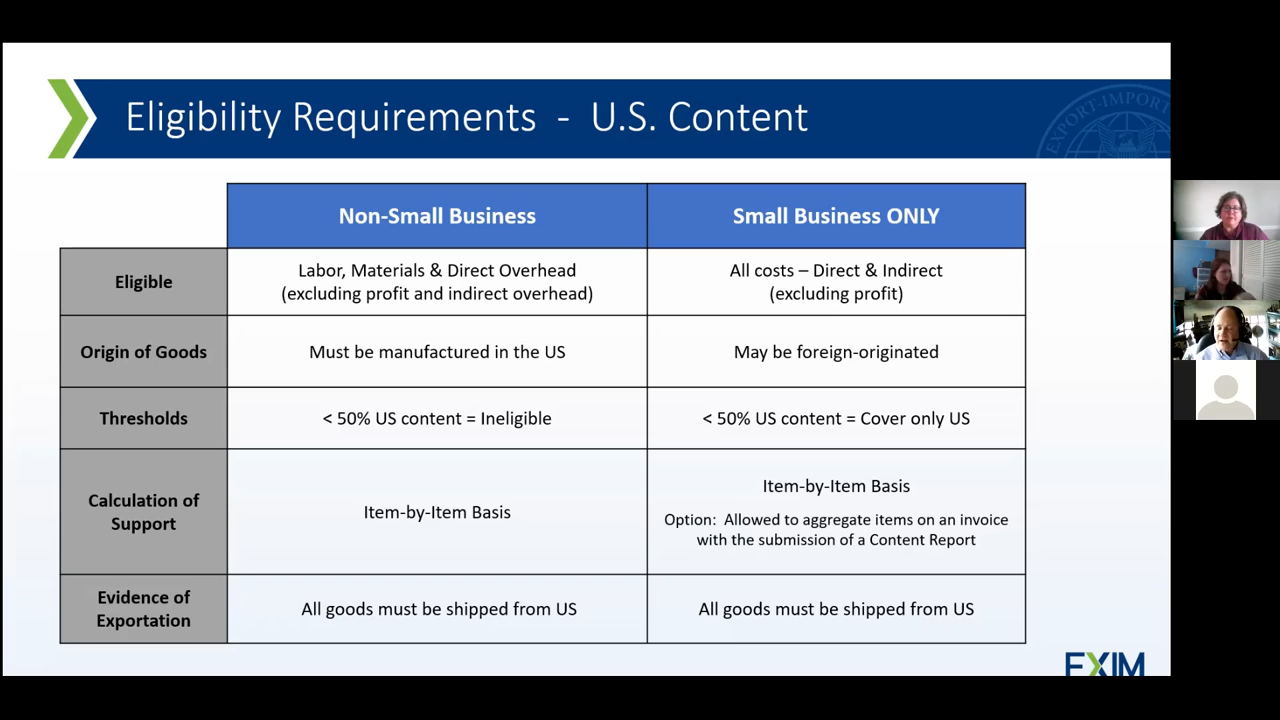 Eligibility Requirements - U.S. Content
EXPORT-IMPORT
Non-Small Business
Small Business ONLY
Eligible
Labor, Materials & Direct Overhead
(excluding profit and indirect overhead)
All costs – Direct & Indirect
(excluding profit)
Origin of Goods
Must be manufactured in the US
May be foreign-originated
Thresholds
< 50% US content = Ineligible
< 50% US content = Cover only US
Calculation of
Support
Item-by-Item Basis
Item-by-Item Basis
Option: Allowed to aggregate items on an invoice
with the submission of a Content Report
Evidence of
Exportation
All goods must be shipped from US
All goods must be shipped from US
EXIM